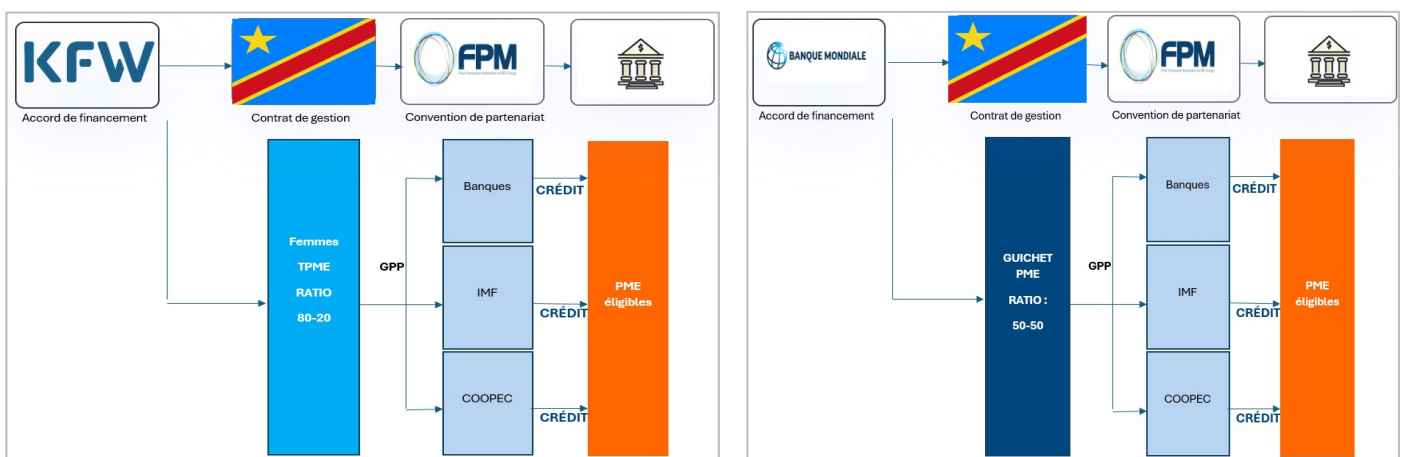 KFW
FPM
Accord de financement
Contrat de gestion
Convention de partenariat
Femmes
TPME
RATIO
80-20
GPP
Banques
IMF
COOPEC
CRÉDIT
CRÉDIT
CRÉDIT
PME
éligibles
BANQUE MONDIALE
FPM
Accord de financement
Contrat de gestion
Convention de partenariat
GUICHET
PME
RATIO :
50-50
GPP
Banques
IMF
COOPEC
CRÉDIT
CRÉDIT
CRÉDIT
PME
éligibles